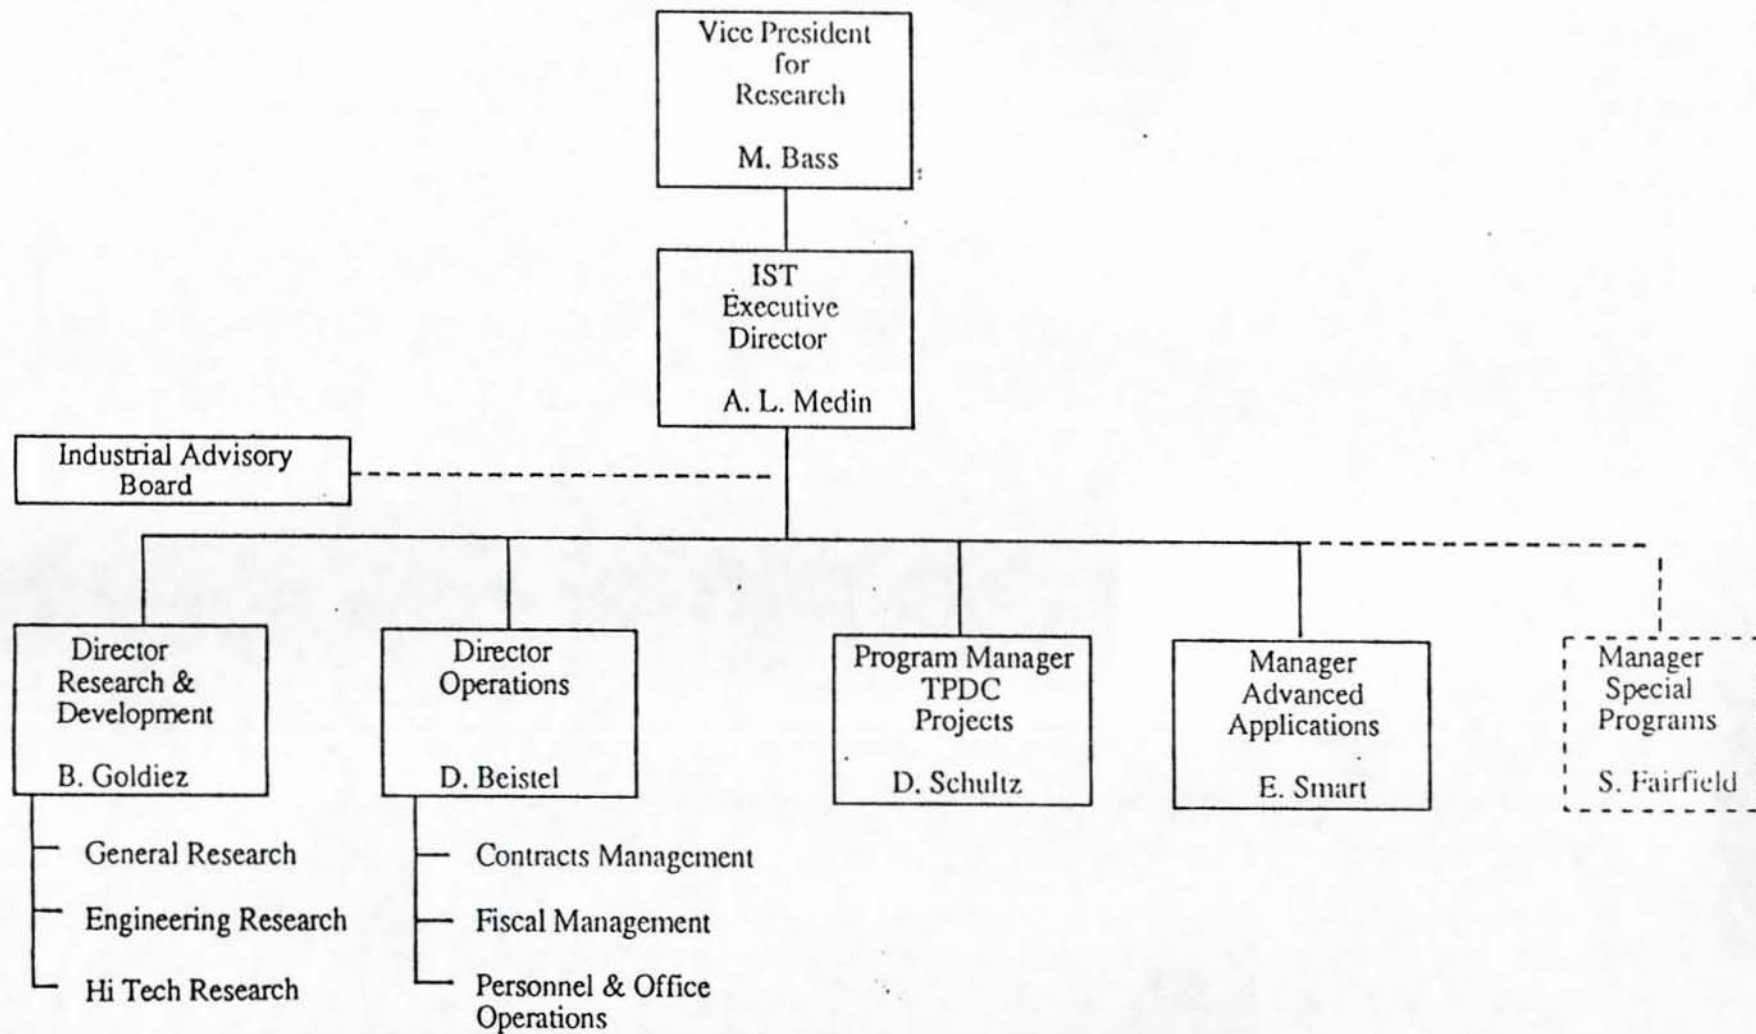 Vice President
for
Research
M. Bass
IST
Executive
Director
A. L. Medin
Industrial Advisory
Board
Director
Research &
Development
B. Goldiez
Director
Operations
D. Beistel
Program Manager
TPDC
Projects
D. Schultz
Manager
Advanced
Applications
E. Smart
Manager
Special
Programs
S. Fairfield
General Research
Engineering Research
Hi Tech Research
Contracts Management
Fiscal Management
Personnel & Office
Operations